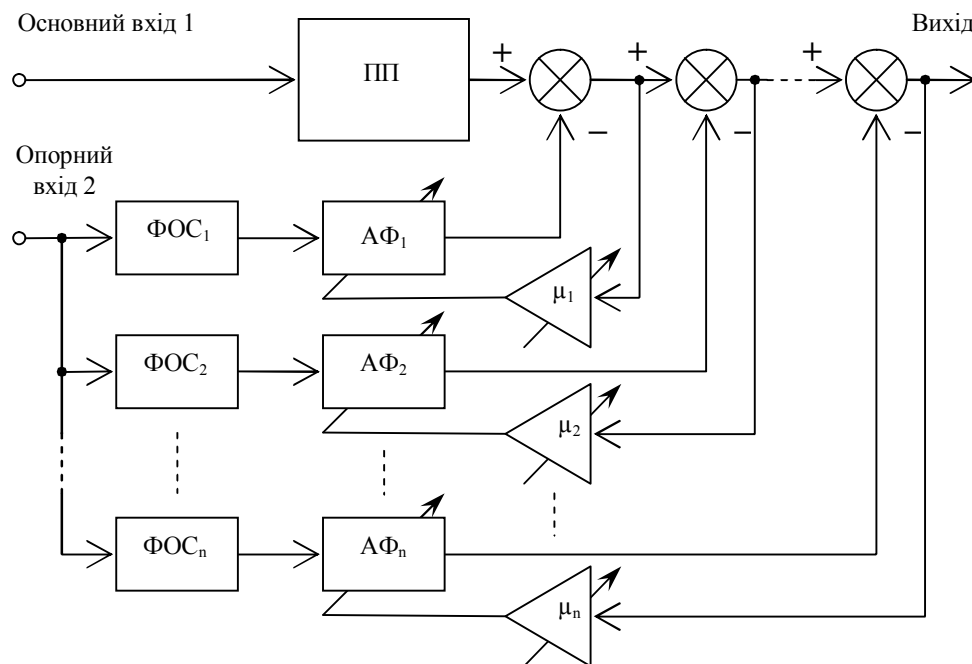 Основний вхід 1
Вихід
ПП
+
+
+
−
−
−
Опорний
вхід 2
ФОС₁
АФ₁
μ₁
ФОС₂
АФ₂
μ₂
ФОСₙ
АФₙ
μₙ